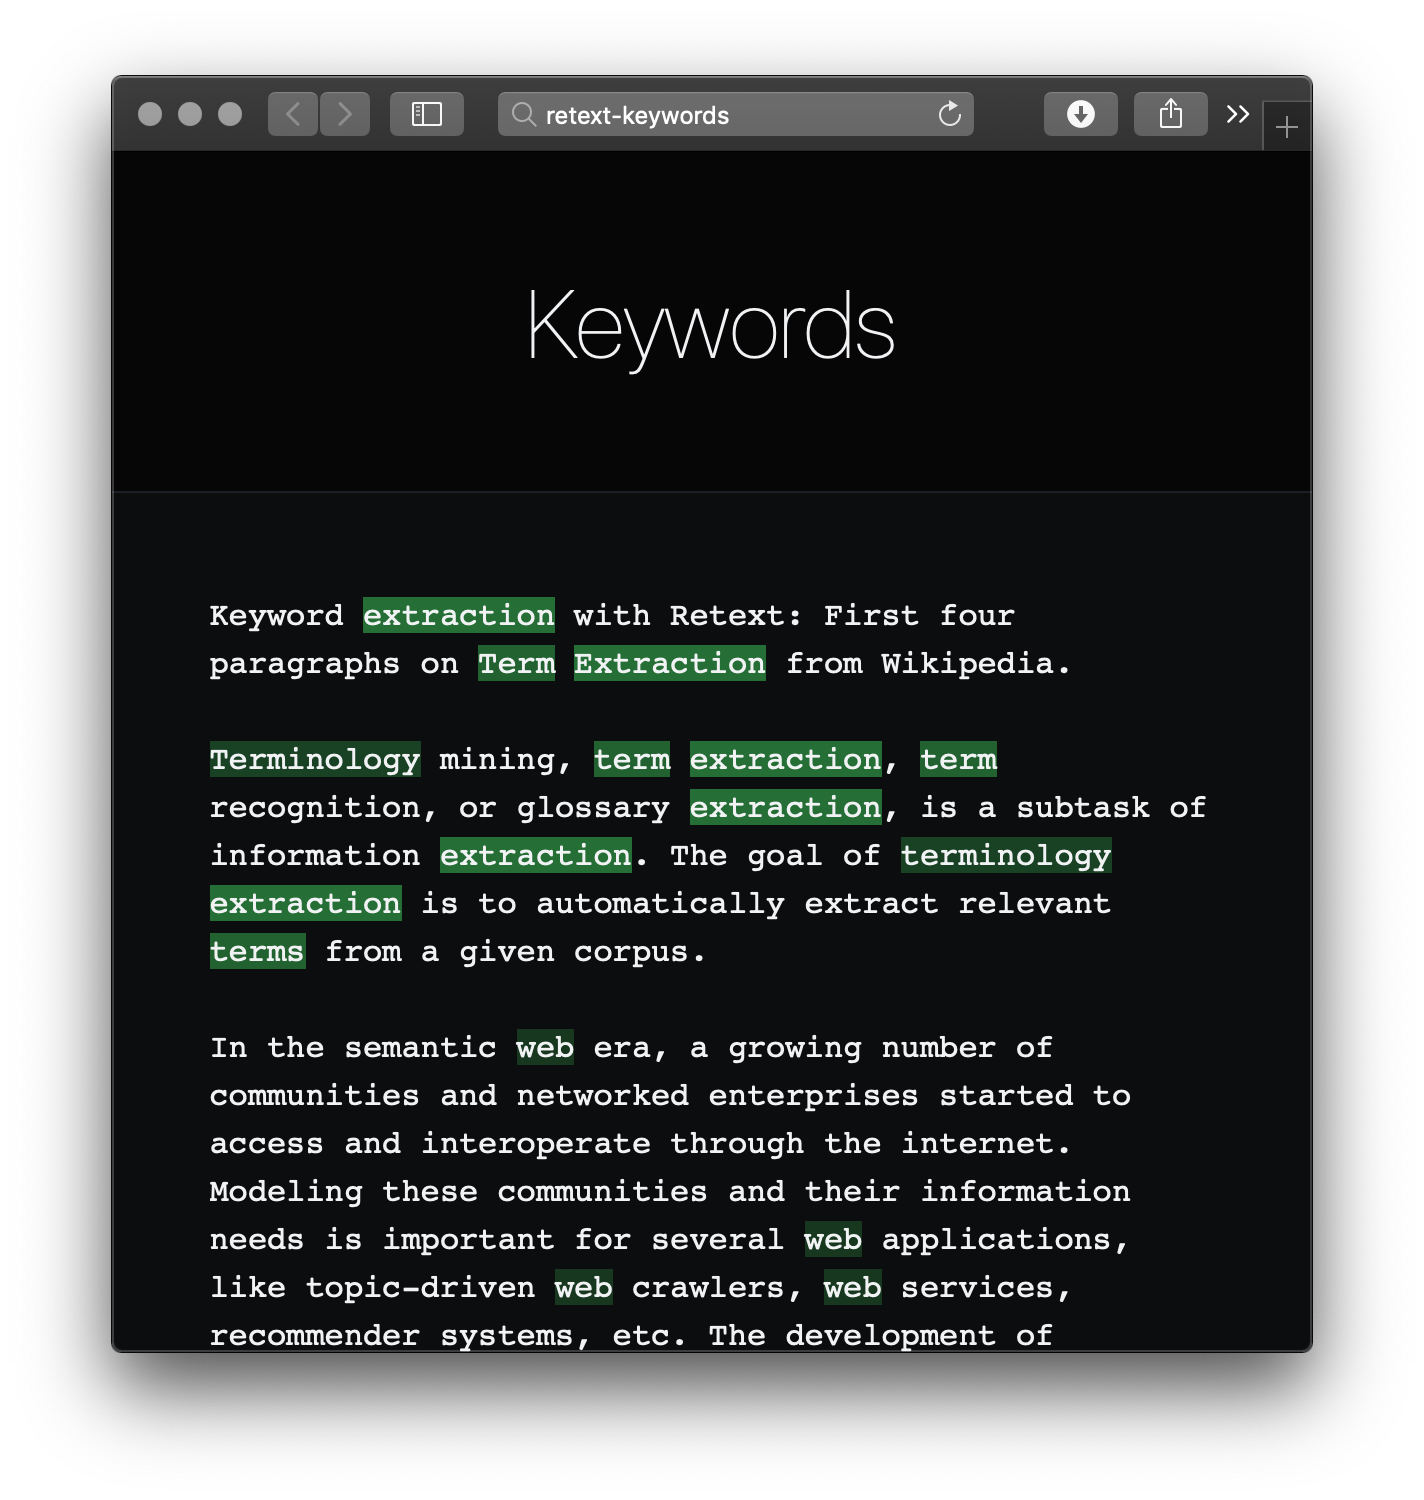 retext-keywords
Keywords
Keyword extraction with Retext: First four
paragraphs on Term Extraction from Wikipedia.
Terminology mining, term extraction, term
recognition, or glossary extraction, is a subtask of
information extraction. The goal of terminology
extraction is to automatically extract relevant
terms from a given corpus.
In the semantic web era, a growing number of
communities and networked enterprises started to
access and interoperate through the internet.
Modeling these communities and their information
needs is important for several web applications,
like topic-driven web crawlers, web services,
recommender systems, etc. The development of